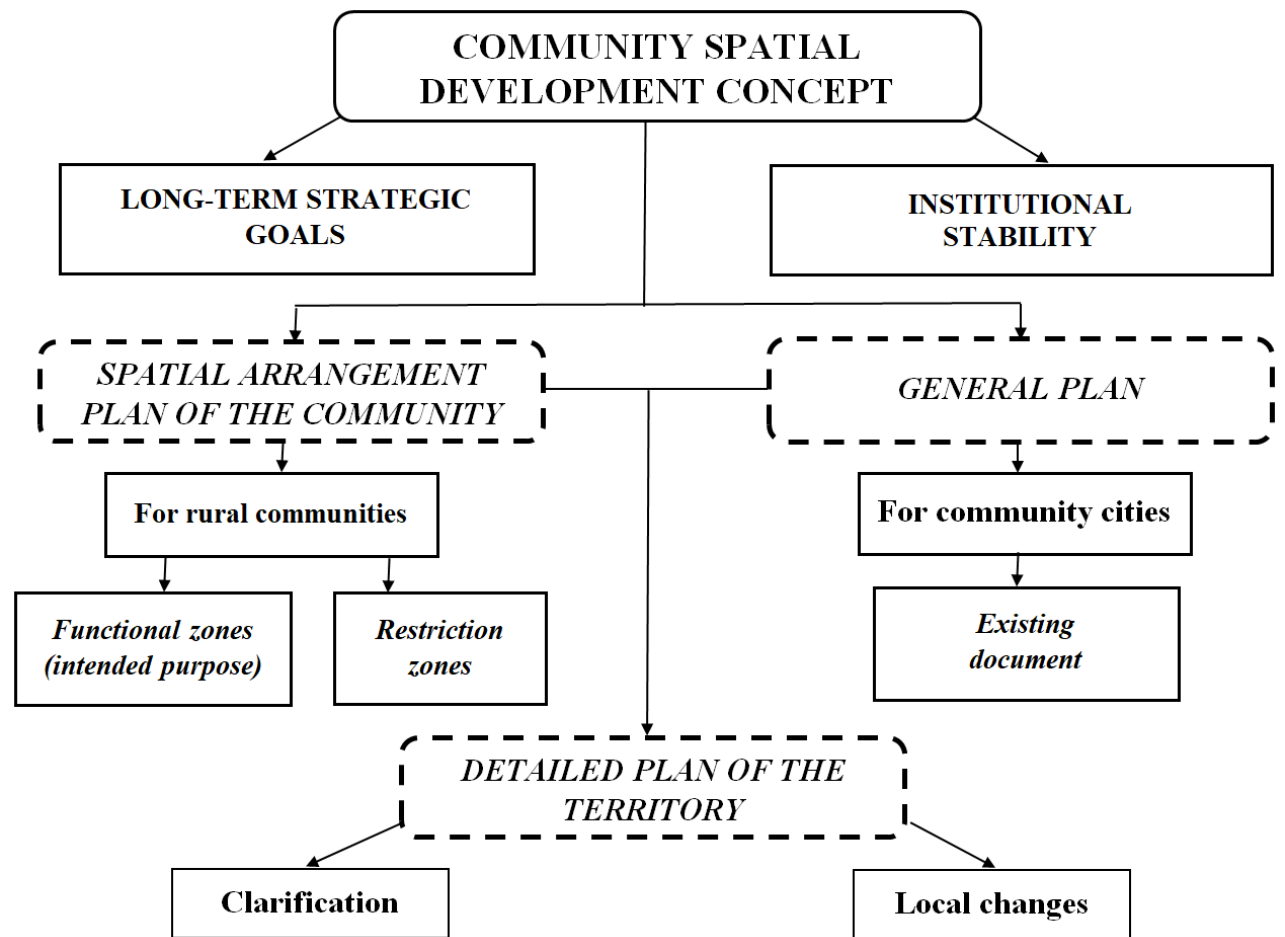 COMMUNITY SPATIAL
DEVELOPMENT CONCEPT
LONG-TERM STRATEGIC
GOALS
INSTITUTIONAL
STABILITY
SPATIAL ARRANGEMENT
PLAN OF THE COMMUNITY
GENERAL PLAN
For rural communities
For community cities
Functional zones
(intended purpose)
Restriction
zones
Existing
document
DETAILED PLAN OF THE
TERRITORY
Clarification
Local changes